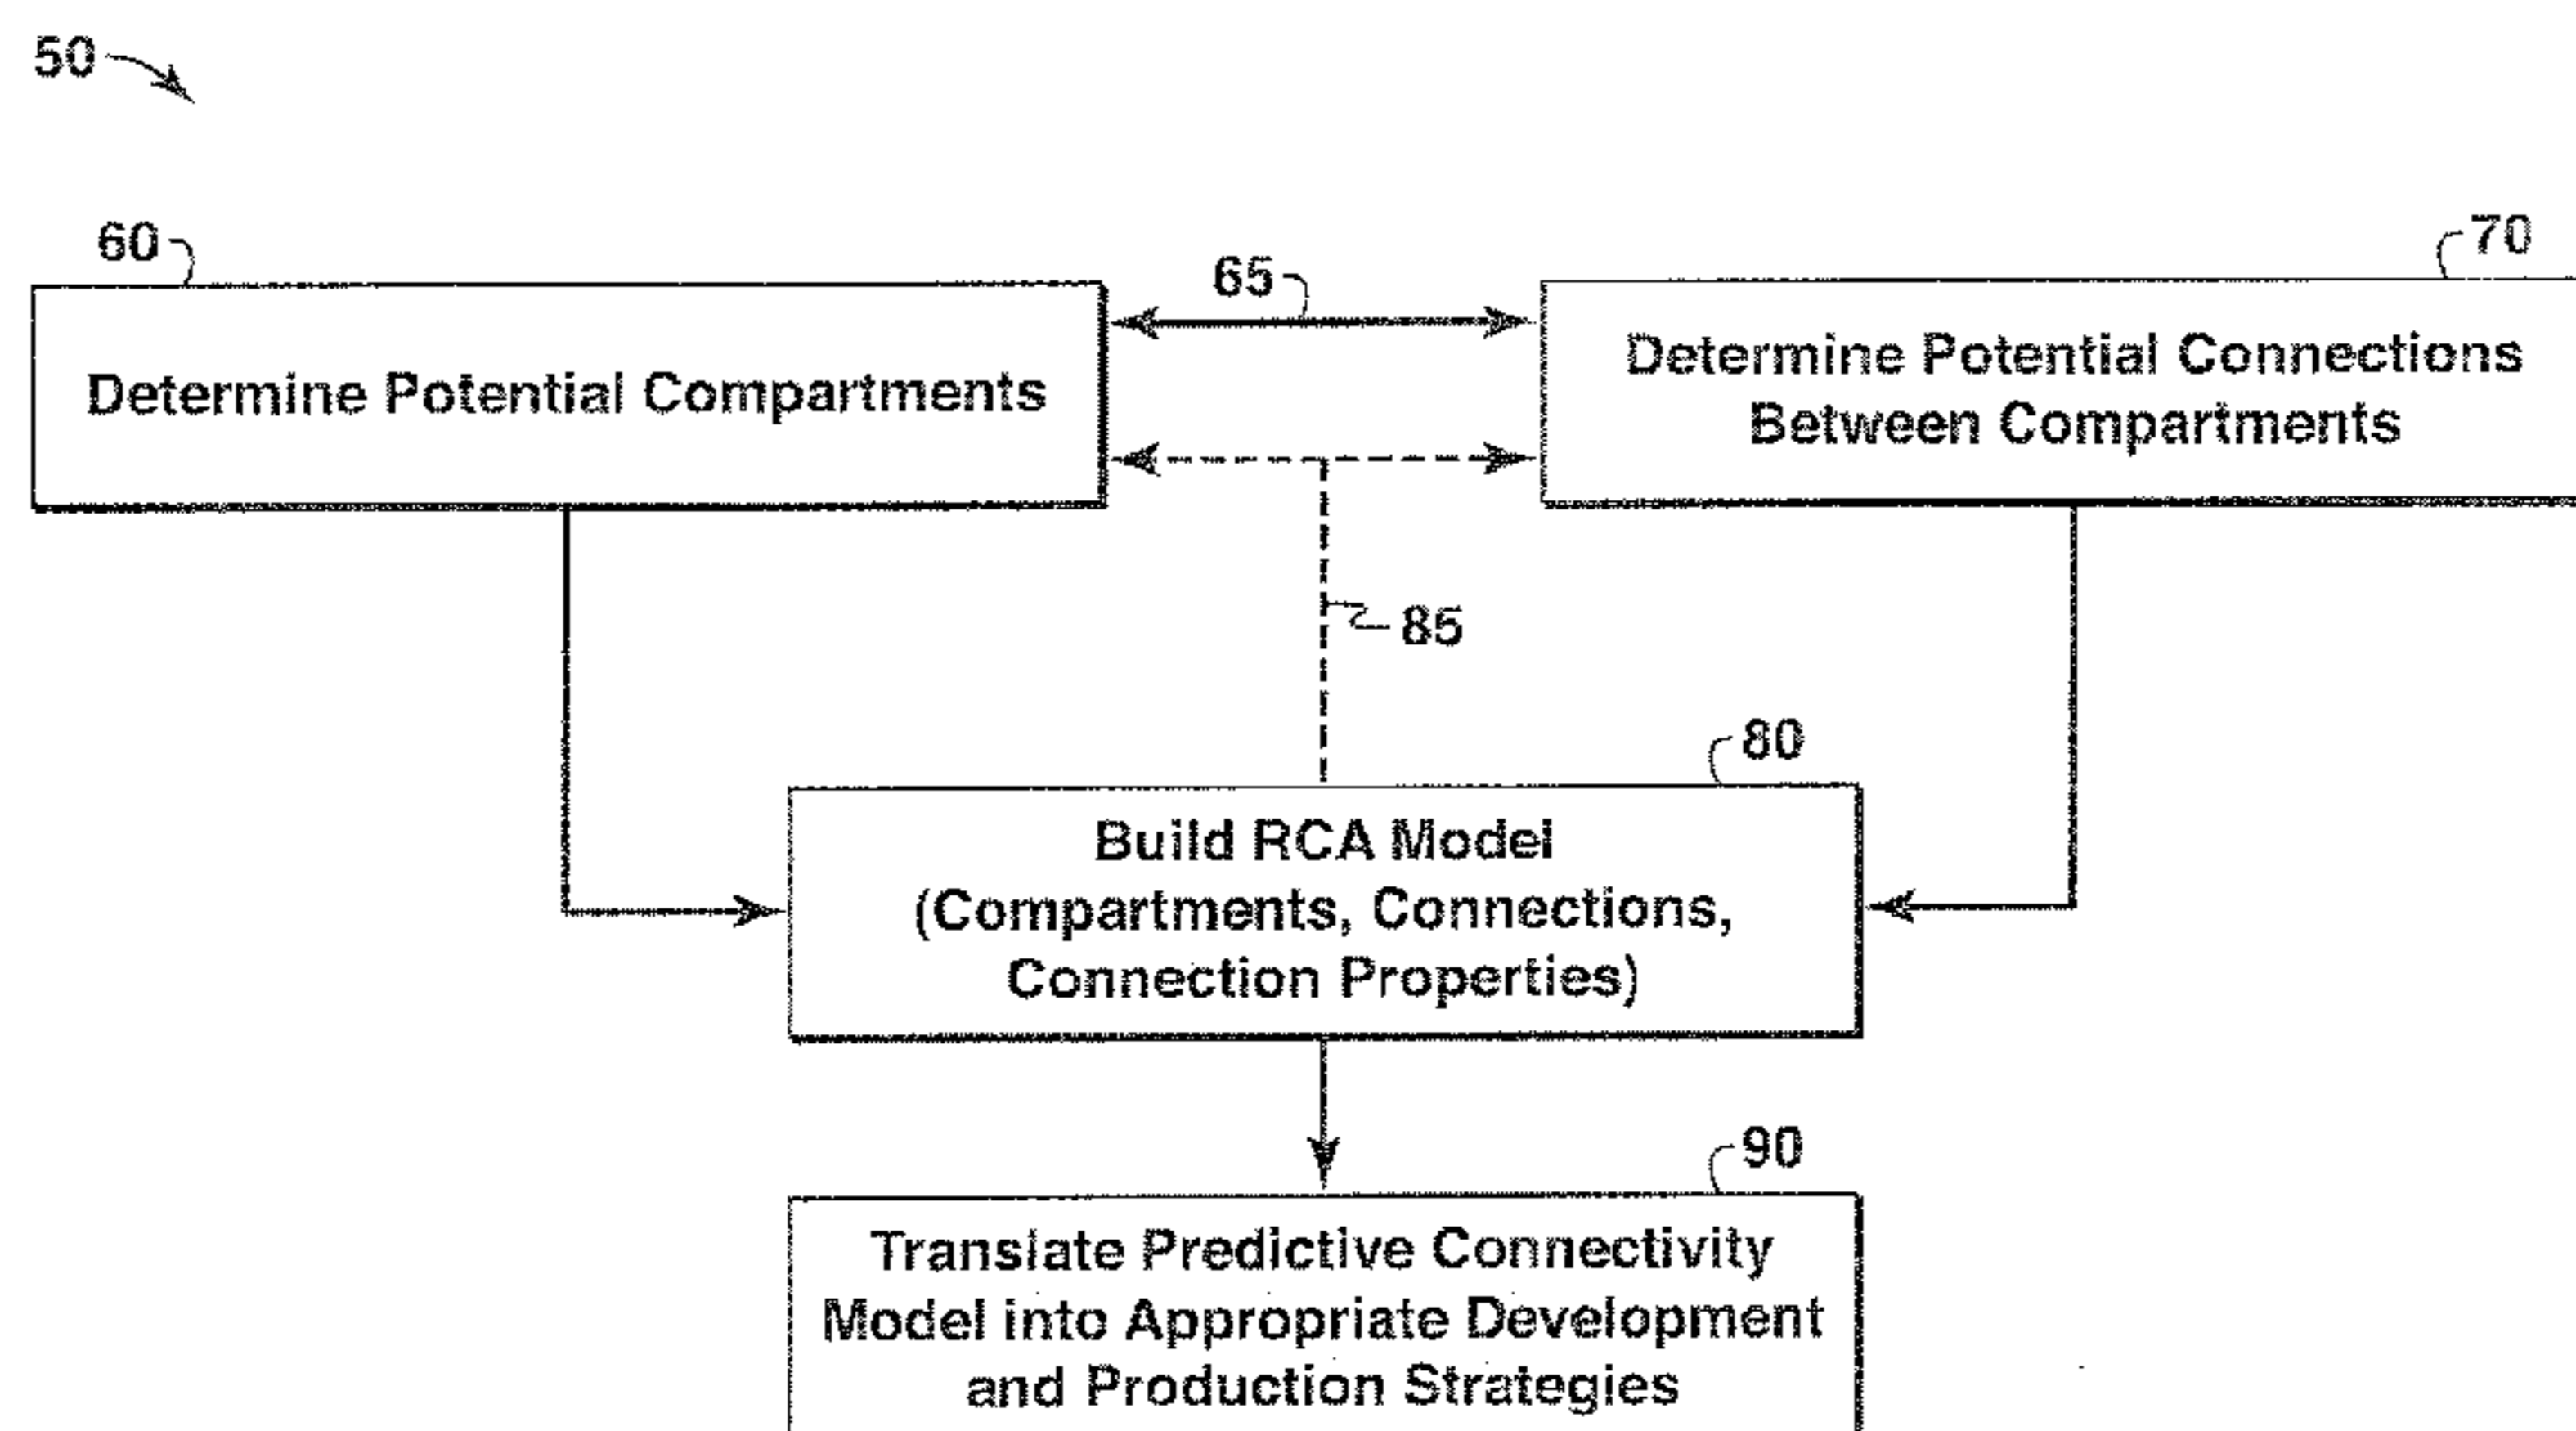 50
60
65
70
Determine Potential Compartments
Determine Potential Connections
Between Compartments
85
80
Build RCA Model
(Compartments, Connections,
Connection Properties)
90
Translate Predictive Connectivity
Model into Appropriate Development
and Production Strategies